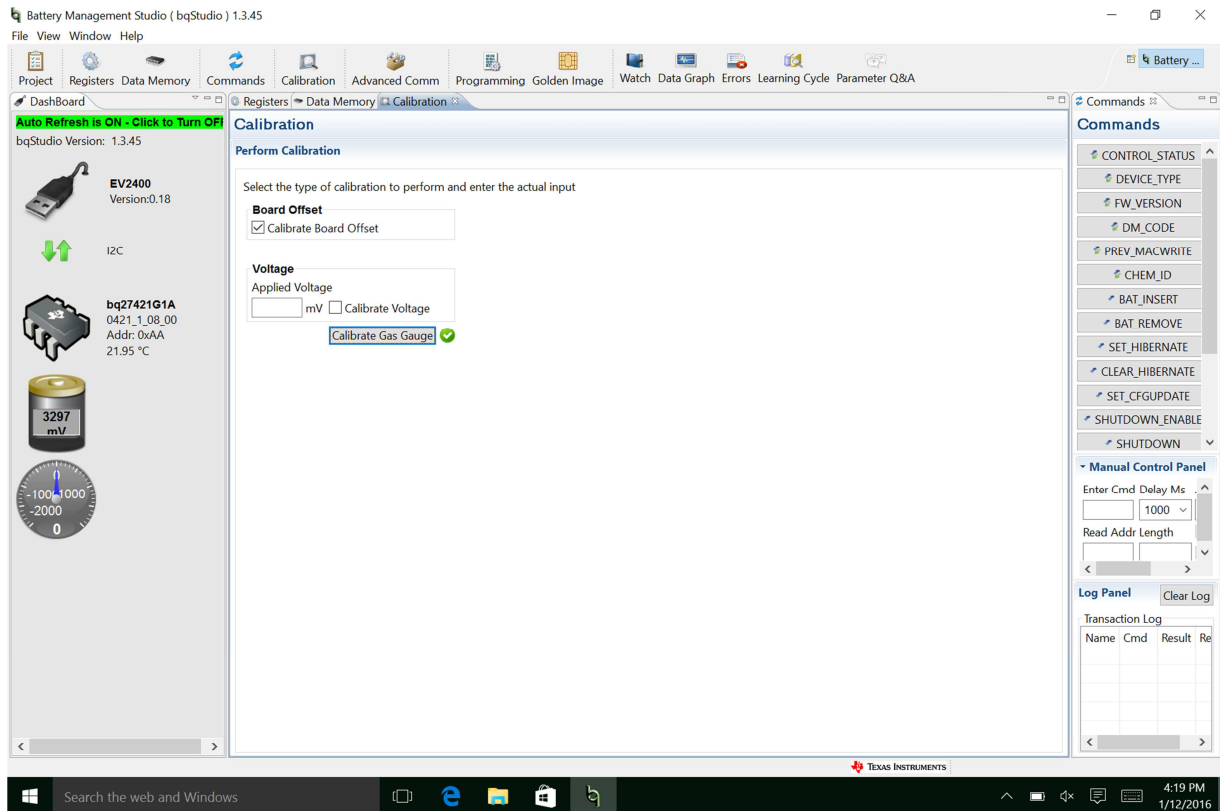 Battery Management Studio ( bqStudio ) 1.3.45
File View Window Help
Project Registers Data Memory Commands Calibration Advanced Comm Programming Golden Image Watch Data Graph Errors Learning Cycle Parameter Q&A
Battery ...
DashBoard
Auto Refresh is ON - Click to Turn OFF
bqStudio Version: 1.3.45
EV2400
Version:0.18
I2C
bq27421G1A
0421_1_08_00
Addr: 0xAA
21.95 °C
3297
mV
0
-100 1000
-2000
0
Registers Data Memory Calibration
Calibration
Perform Calibration
Select the type of calibration to perform and enter the actual input
Board Offset
Calibrate Board Offset
Voltage
Applied Voltage
mV Calibrate Voltage
Calibrate Gas Gauge
Commands
Commands
CONTROL_STATUS
DEVICE_TYPE
FW_VERSION
DM_CODE
PREV_MACWRITE
CHEM_ID
BAT_INSERT
BAT REMOVE
SET_HIBERNATE
CLEAR_HIBERNATE
SET_CFGUPDATE
SHUTDOWN_ENABLE
SHUTDOWN
Manual Control Panel
Enter Cmd Delay Ms
1000
Read Addr Length
Log Panel Clear Log
Transaction Log
Name Cmd Result Re
TEXAS INSTRUMENTS
Search the web and Windows
4:19 PM
1/12/2016